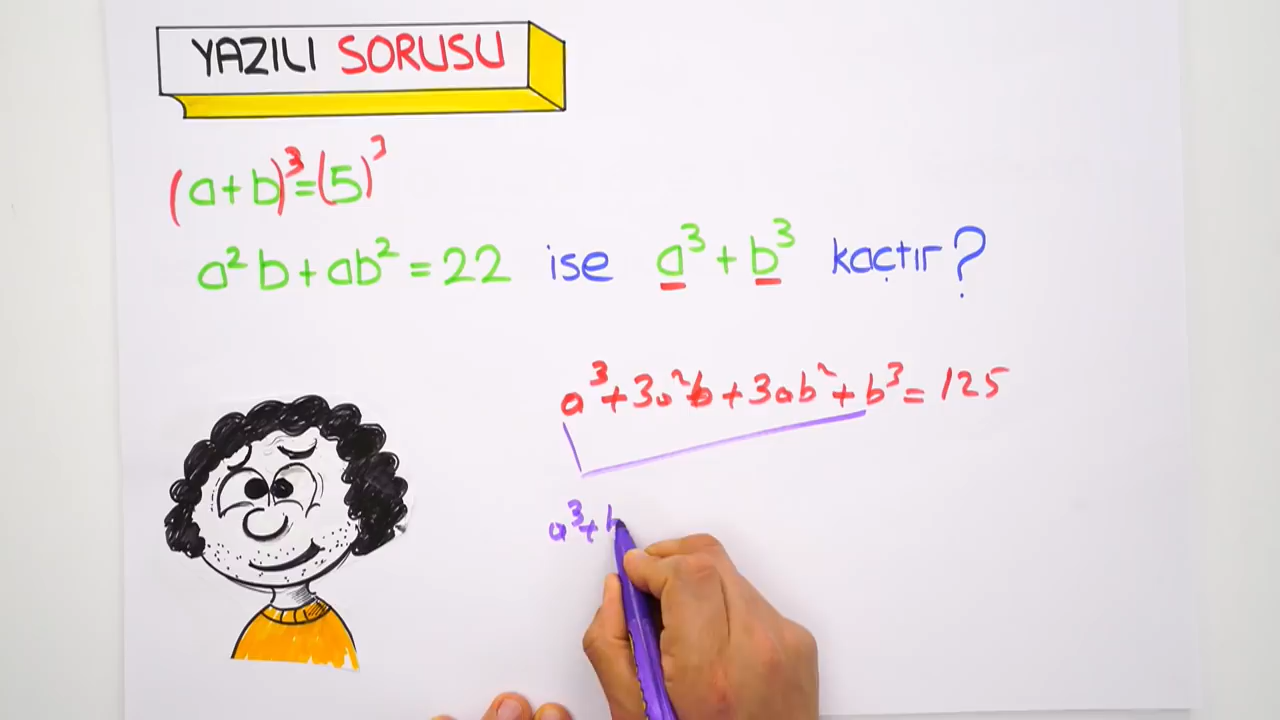 YAZILI SORUSU
(a+b)³=(5)³
a²b+ab²=22 ise a³+b³ kaçtır?
a³+3a²b+3ab²+b³=125
a³+b